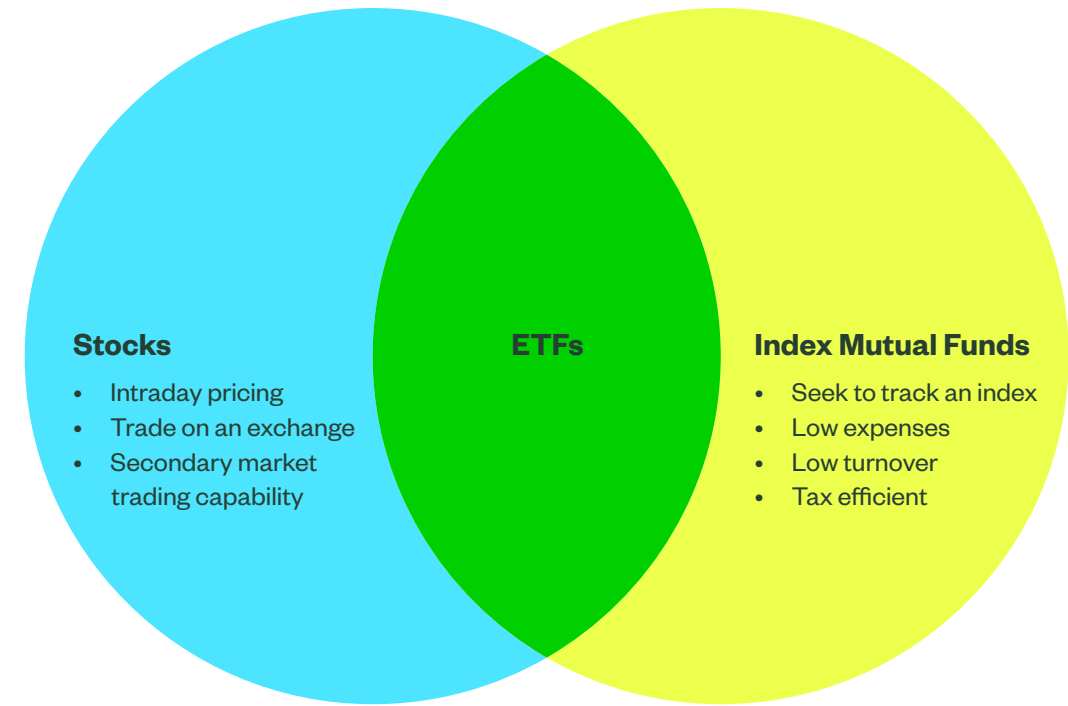 Stocks
• Intraday pricing
• Trade on an exchange
• Secondary market
trading capability
ETFs
Index Mutual Funds
• Seek to track an index
• Low expenses
• Low turnover
• Tax efficient